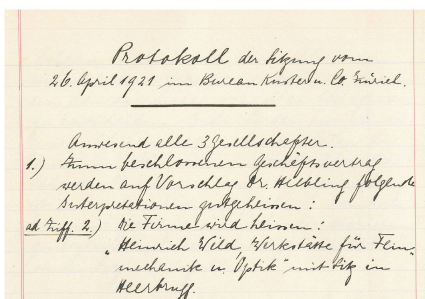 Protokoll der Sitzung vom
26. April 1921 im Bureau Kuster u. Co. Zürich.
Anwesend alle 3 Gesellschafter.
1.) Zum beschlossenen Geschäftsvertrag
werden auf Vorschlag Dr. Helbling folgende
Interpretationen gutgeheissen:
ad Ziff. 2.) Die Firma wird heissen:
„Heinrich Wild, Werkstätte für Fein-
mechanik u. Optik" mit Sitz in
Heerbrugg.